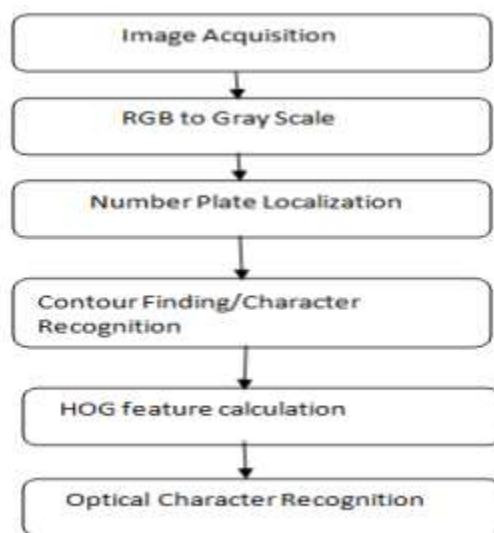 Image Acquisition
RGB to Gray Scale
Number Plate Localization
Contour Finding/Character
Recognition
HOG feature calculation
Optical Character Recognition